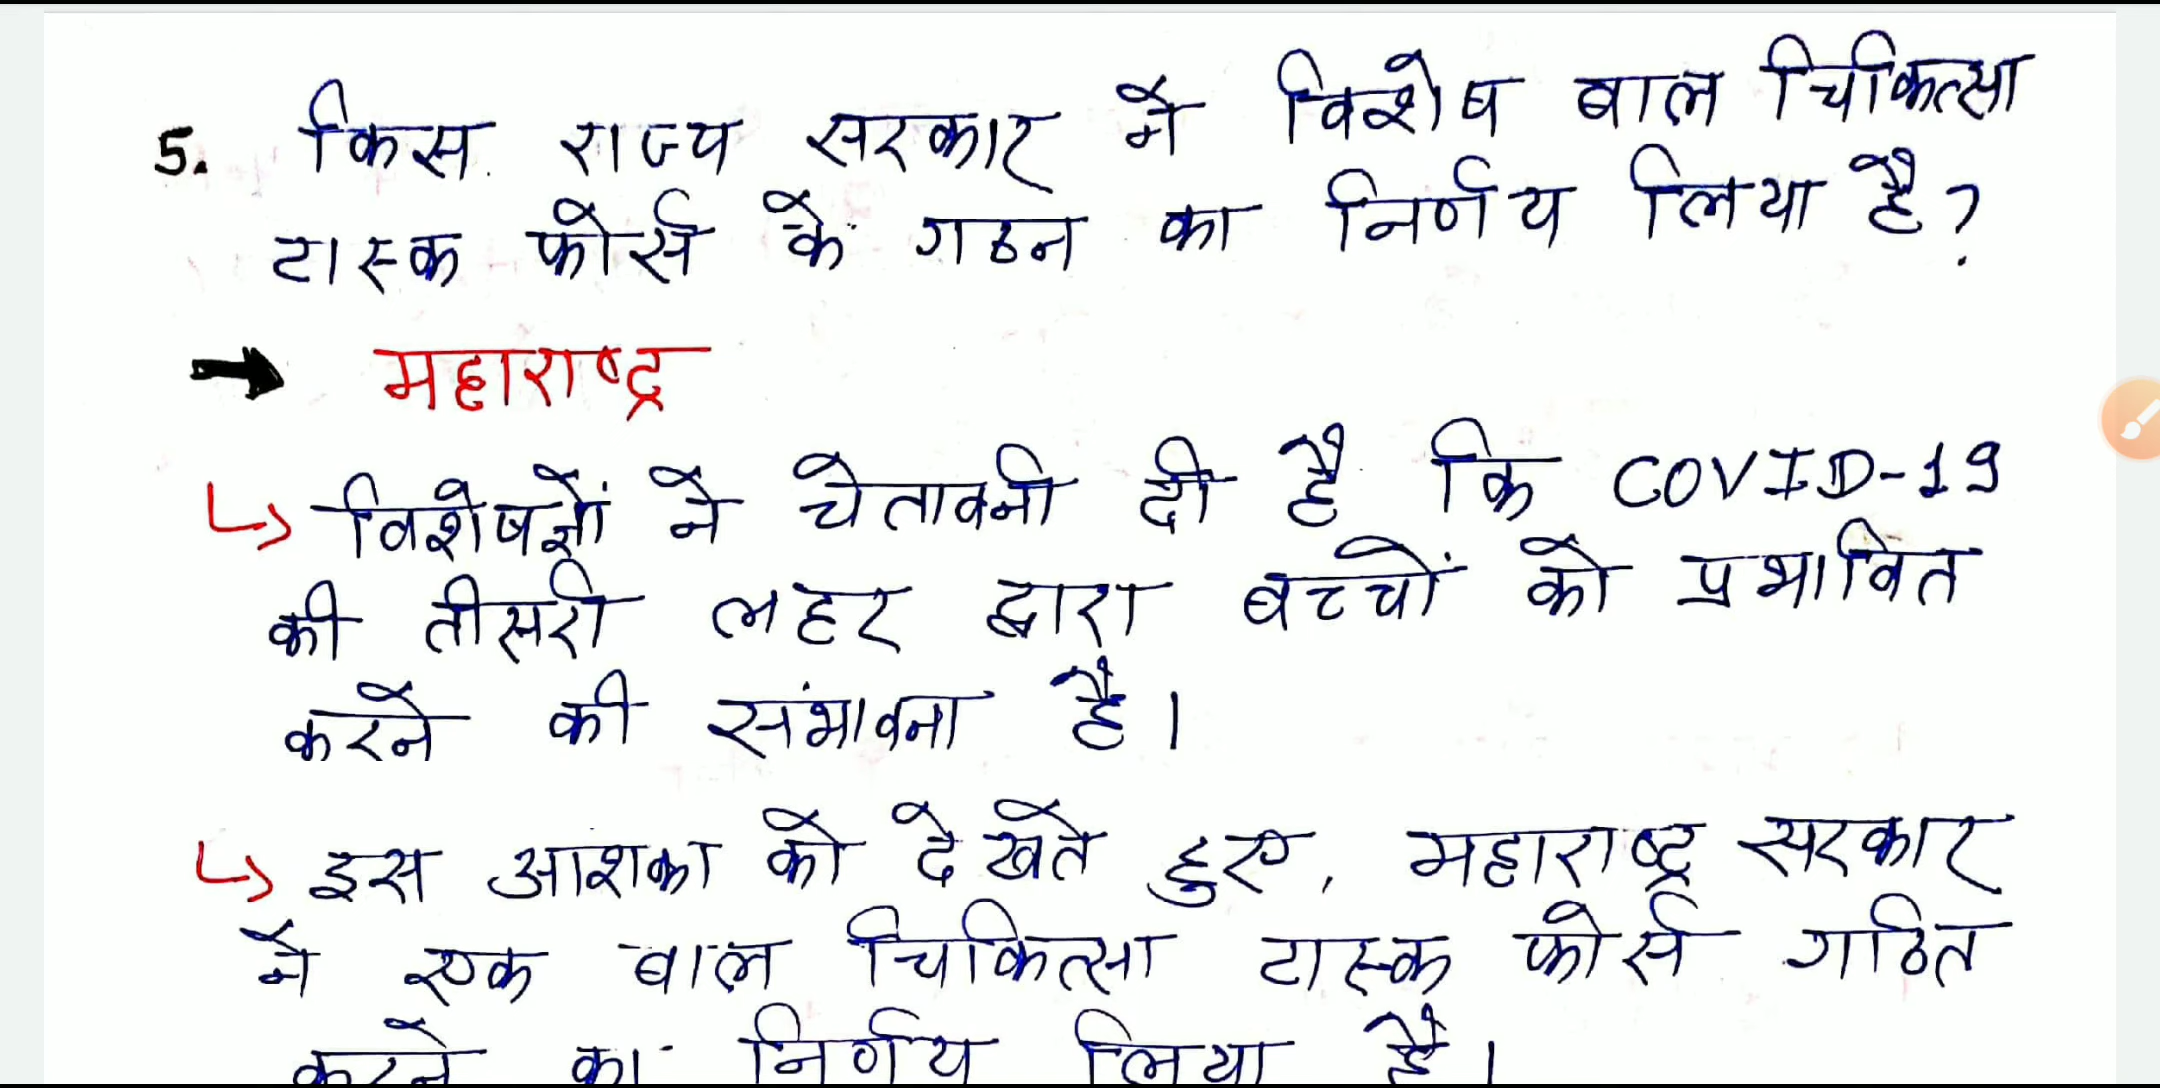 5. किस राज्य सरकार ने विशेष बाल चिकित्सा
टास्क फोर्स के गठन का निर्णय लिया है?
→ महाराष्ट्र
↳ विशेषज्ञों ने चेतावनी दी है कि COVID-19
की तीसरी लहर द्वारा बच्चों को प्रभावित
करने की संभावना है।
↳ इस आशका को देखते हुए, महाराष्ट्र सरकार
ने एक बाल चिकित्सा टास्क फोर्स गठित
करने का निर्णय लिया है।